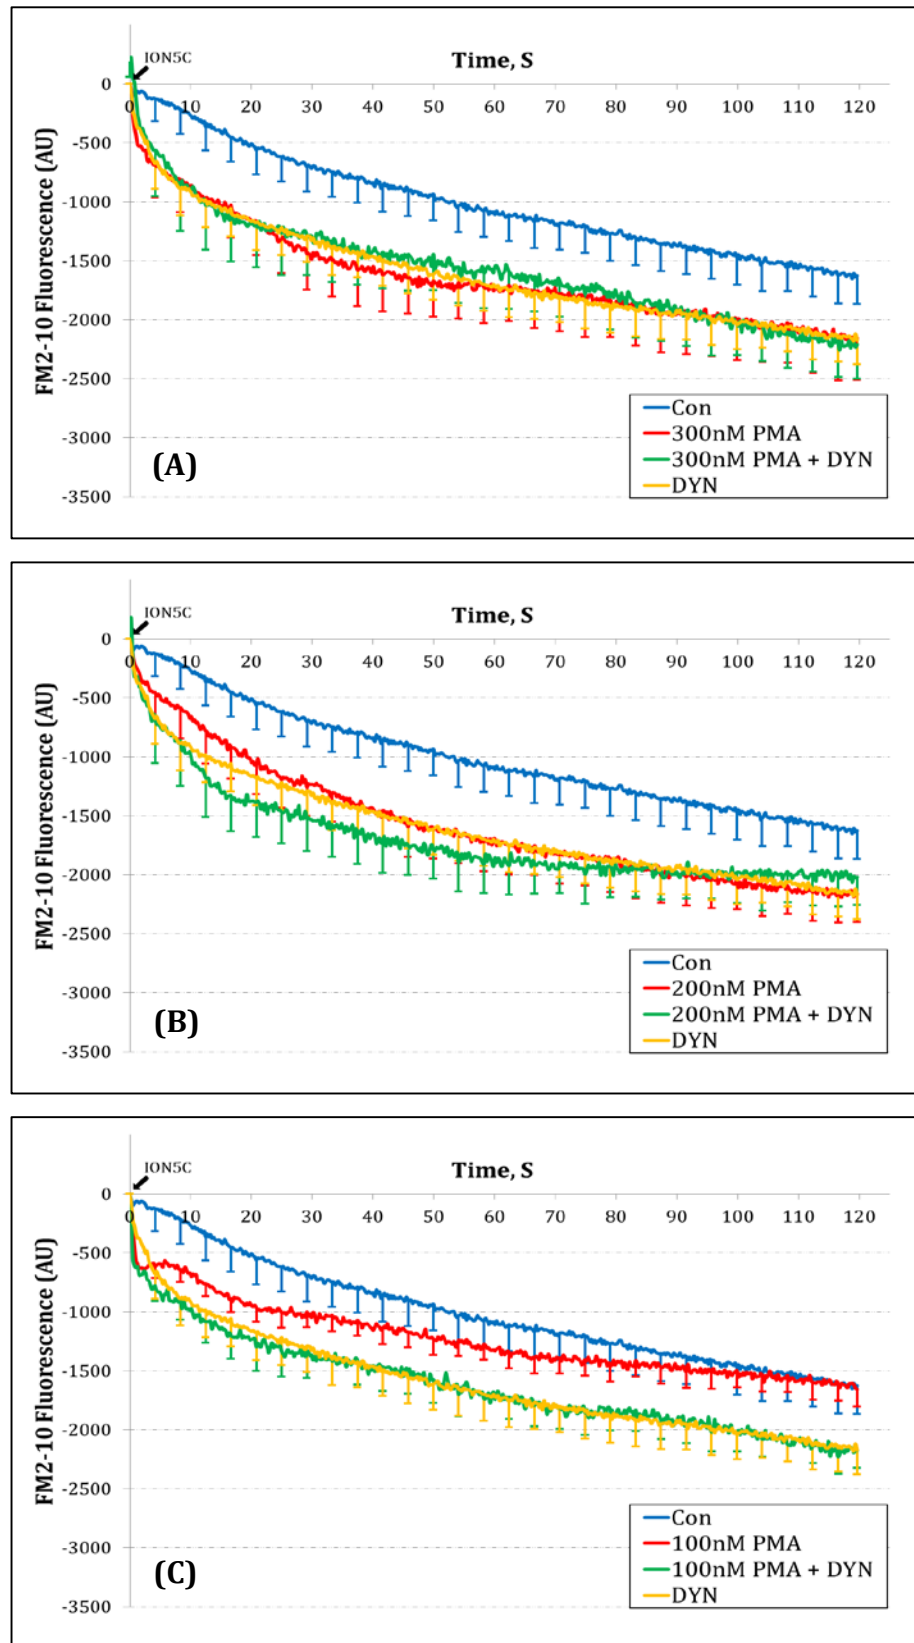 ION5C
Time, S
0
0 10 20 30 40 50 60 70 80 90 100 110 120
-500
-1000
-1500
-2000
-2500
-3000
-3500
FM2-10 Fluorescence (AU)
(A)
Con
300nM PMA
300nM PMA + DYN
DYN
ION5C
Time, S
0
0 10 20 30 40 50 60 70 80 90 100 110 120
-500
-1000
-1500
-2000
-2500
-3000
-3500
FM2-10 Fluorescence (AU)
(B)
Con
200nM PMA
200nM PMA + DYN
DYN
ION5C
Time, S
0
0 10 20 30 40 50 60 70 80 90 100 110 120
-500
-1000
-1500
-2000
-2500
-3000
-3500
FM2-10 Fluorescence (AU)
(C)
Con
100nM PMA
100nM PMA + DYN
DYN